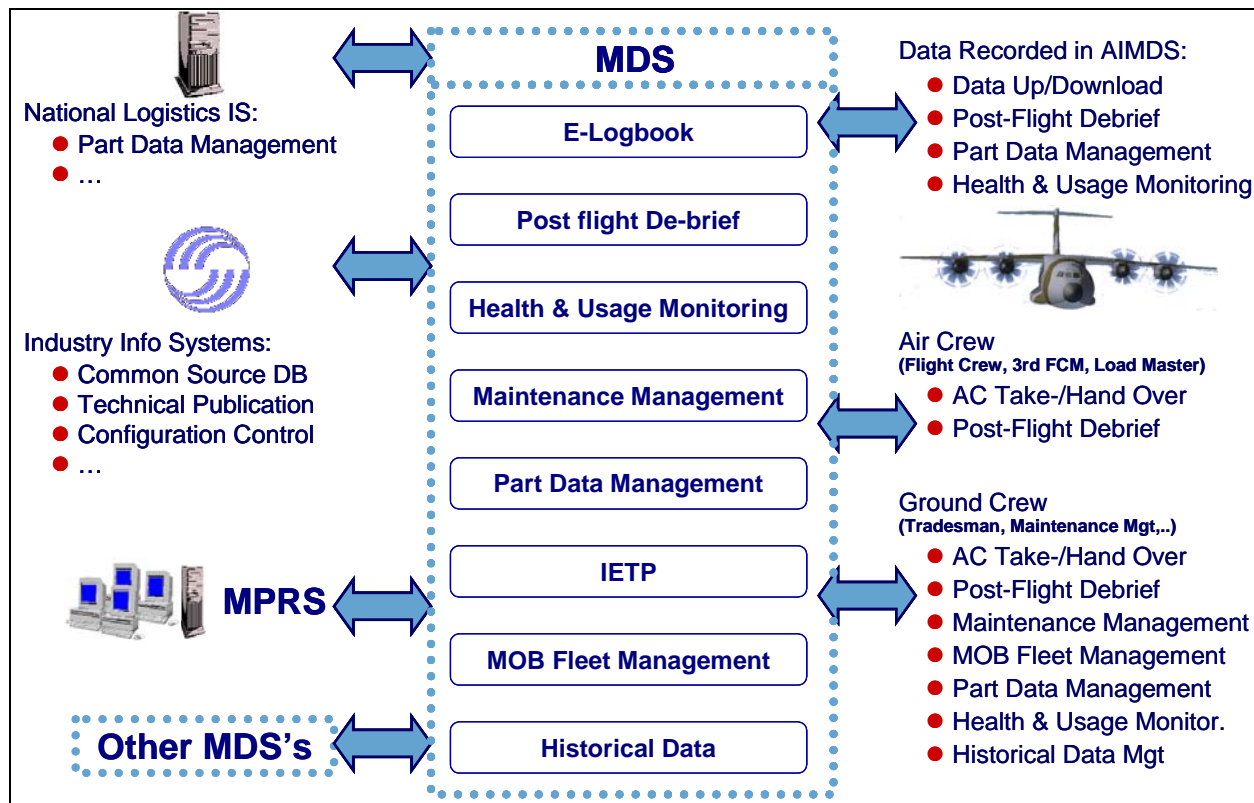 National Logistics IS:
Part Data Management
…
Industry Info Systems:
Common Source DB
Technical Publication
Configuration Control
…
MPRS
Other MDS's
MDS
E-Logbook
Post flight De-brief
Health & Usage Monitoring
Maintenance Management
Part Data Management
IETP
MOB Fleet Management
Historical Data
Data Recorded in AIMDS:
Data Up/Download
Post-Flight Debrief
Part Data Management
Health & Usage Monitoring
Air Crew
(Flight Crew, 3rd FCM, Load Master)
AC Take-/Hand Over
Post-Flight Debrief
Ground Crew
(Tradesman, Maintenance Mgt,..)
AC Take-/Hand Over
Post-Flight Debrief
Maintenance Management
MOB Fleet Management
Part Data Management
Health & Usage Monitor.
Historical Data Mgt